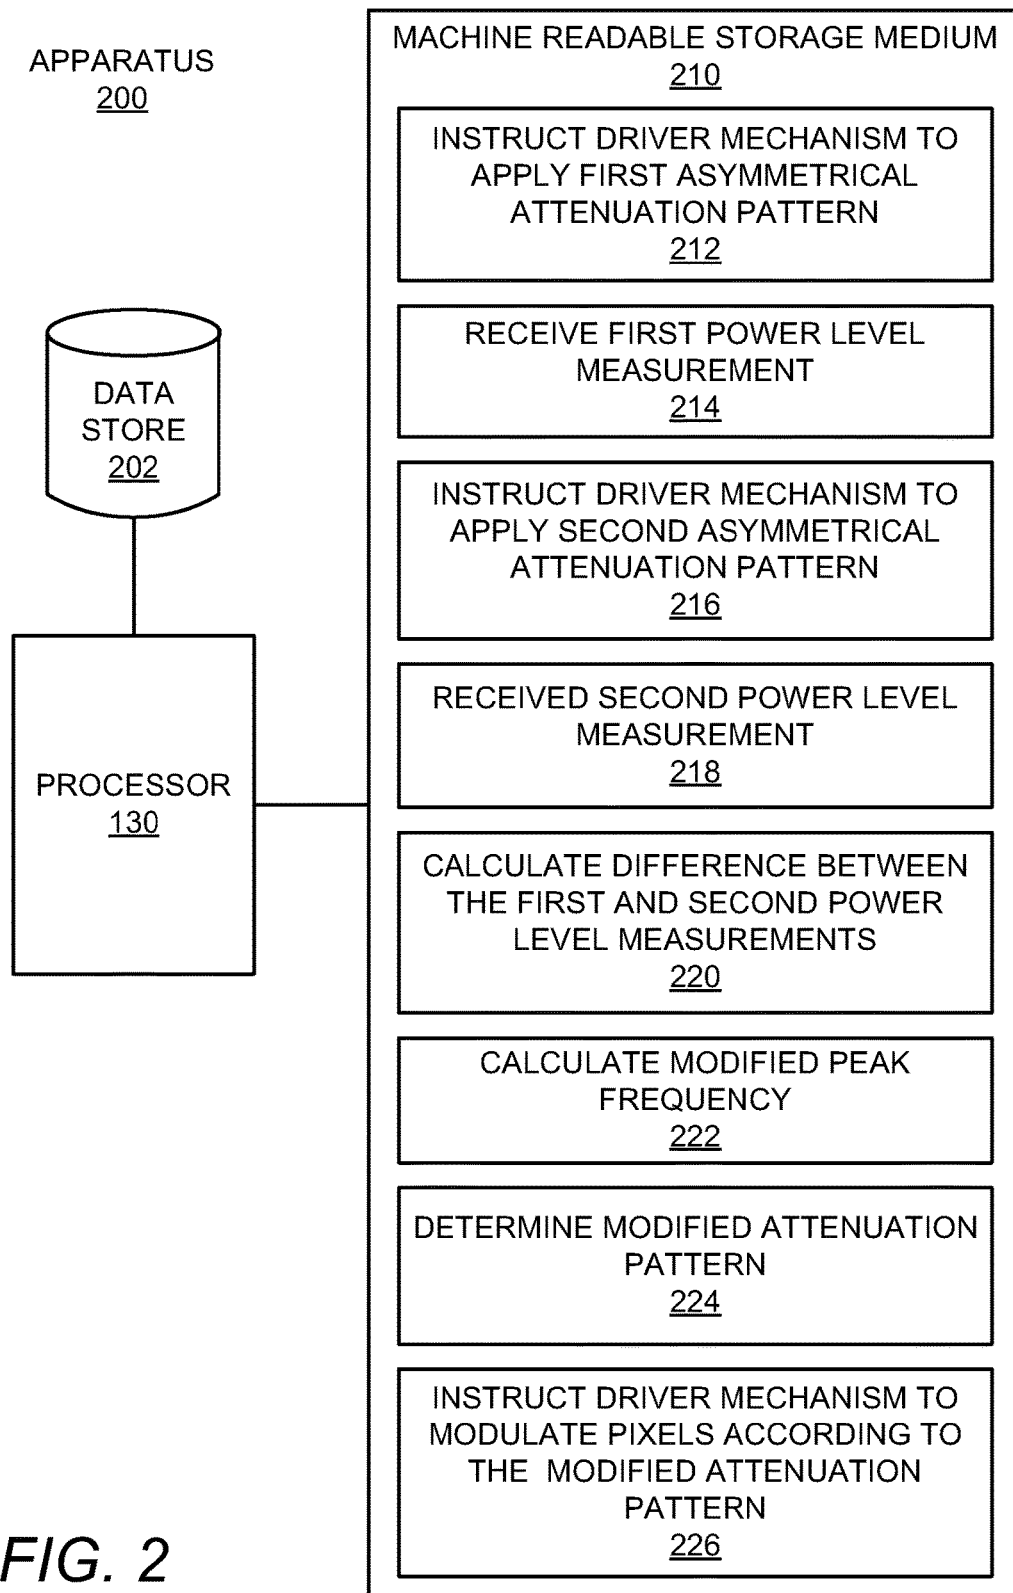 APPARATUS
200
DATA
STORE
202
PROCESSOR
130
MACHINE READABLE STORAGE MEDIUM
210
INSTRUCT DRIVER MECHANISM TO
APPLY FIRST ASYMMETRICAL
ATTENUATION PATTERN
212
RECEIVE FIRST POWER LEVEL
MEASUREMENT
214
INSTRUCT DRIVER MECHANISM TO
APPLY SECOND ASYMMETRICAL
ATTENUATION PATTERN
216
RECEIVED SECOND POWER LEVEL
MEASUREMENT
218
CALCULATE DIFFERENCE BETWEEN
THE FIRST AND SECOND POWER
LEVEL MEASUREMENTS
220
CALCULATE MODIFIED PEAK
FREQUENCY
222
DETERMINE MODIFIED ATTENUATION
PATTERN
224
INSTRUCT DRIVER MECHANISM TO
MODULATE PIXELS ACCORDING TO
THE MODIFIED ATTENUATION
PATTERN
226
FIG. 2